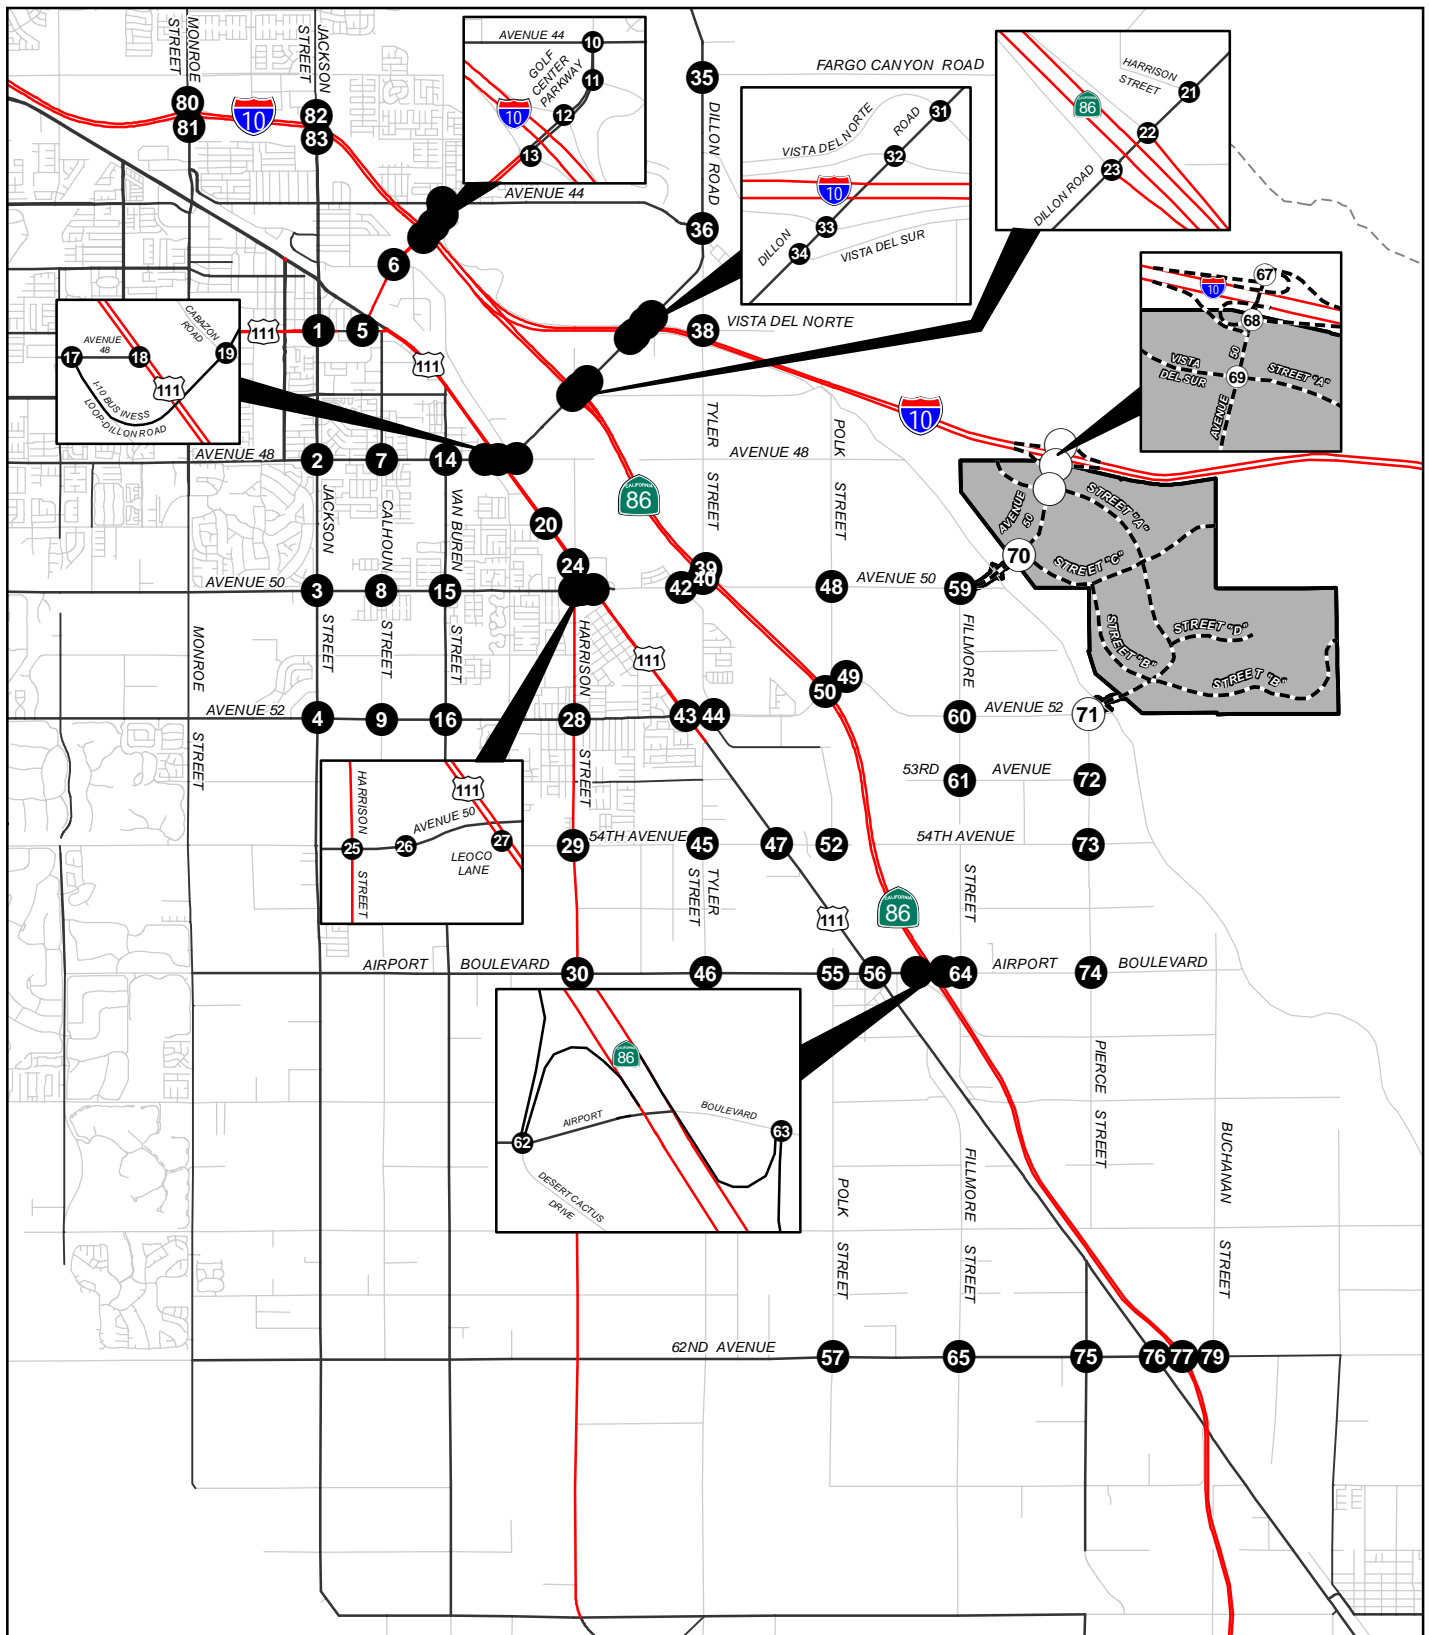 MONROE
STREET
JACKSON
STREET
80
81
10
82
83
AVENUE 44
10
GOLF
CENTER
PARKWAY
11
12
10
13
AVENUE 44
35
FARGO CANYON ROAD
DILLON ROAD
36
VISTA DEL NORTE
ROAD
31
32
10
33
DILLON
34
VISTA DEL SUR
HARRISON
STREET
21
CALIFORNIA
86
22
23
DILLON ROAD
6
1
5
111
111
38
VISTA DEL NORTE
CABAZON
ROAD
AVENUE
48
17
18
19
111
I-10 BUSINESS
LOOP-DILLON ROAD
67
10
68
50
VISTA
DEL SUR
STREET "A"
69
AVENUE
10
AVENUE 48
2
7
14
TYLER
STREET
AVENUE 48
POLK
STREET
JACKSON
STREET
CALHOUN
STREET
VAN BUREN
STREET
20
CALIFORNIA
86
24
AVENUE 50
3
8
15
39
40
42
48
AVENUE 50
59
AVENUE
50
STREET "A"
70
STREET "C"
STREET "B"
STREET "D"
STREET "B"
HARRISON
STREET
111
FILLMORE
STREET
MONROE
STREET
49
50
AVENUE 52
4
9
16
28
43
44
60
AVENUE 52
71
53RD
61
AVENUE
72
HARRISON
STREET
111
AVENUE 50
25
26
27
LEOCO
LANE
29
54TH AVENUE
45
47
52
54TH AVENUE
73
TYLER
STREET
111
CALIFORNIA
86
AIRPORT
BOULEVARD
30
46
55
56
64
AIRPORT
74
BOULEVARD
CALIFORNIA
86
AIRPORT
BOULEVARD
62
63
DESERT CACTUS
DRIVE
PIERCE
STREET
BUCHANAN
STREET
POLK
STREET
FILLMORE
STREET
62ND AVENUE
57
65
75
76
77
79